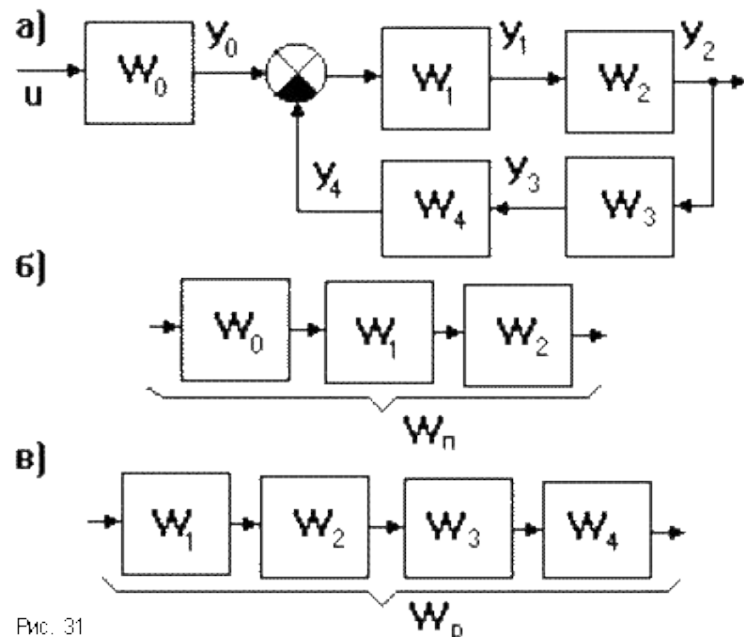 а)
W₀ y₀ W₁ y₁ W₂ y₂
u
y₄ W₄ y₃ W₃
б)
W₀ W₁ W₂
Wп
в)
W₁ W₂ W₃ W₄
Wр
Рис. 31